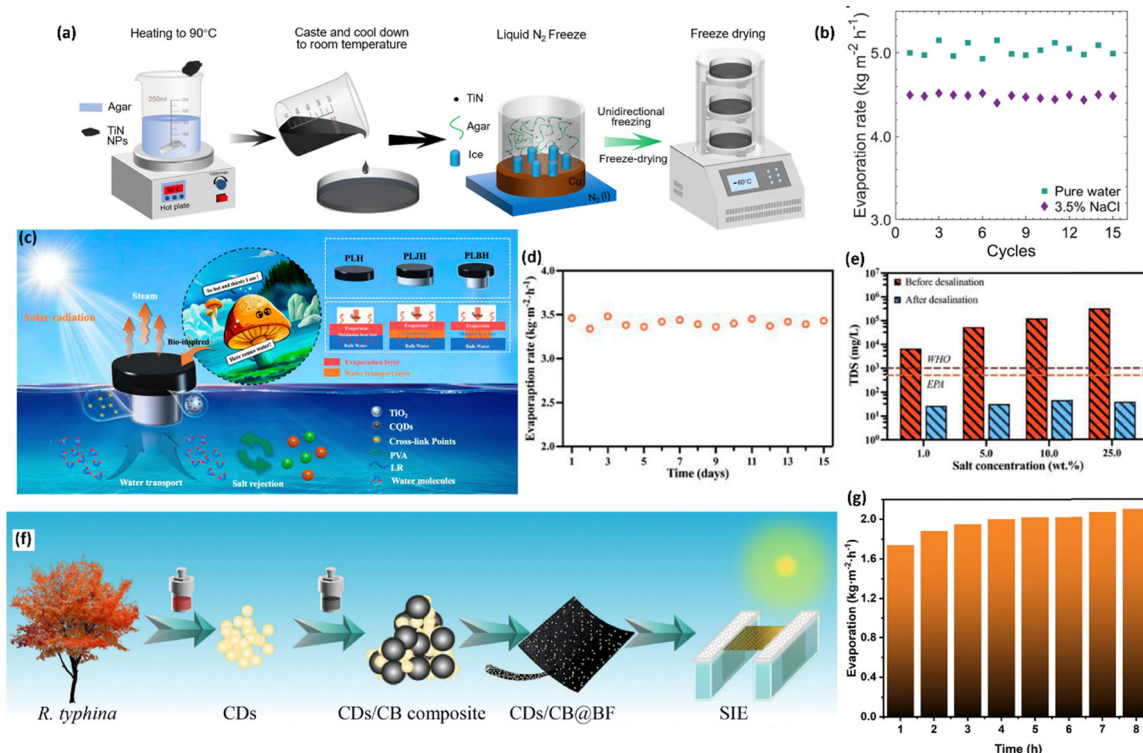 (a)
Heating to 90°C
Caste and cool down
to room temperature
Liquid N₂ Freeze
Freeze drying
250ml
Agar
TiN
NPs
Hot plate
TiN
Agar
Ice
Cu
N₂ (l)
Unidirectional
freezing
Freeze-drying
(b)
Evaporation rate (kg m⁻² h⁻¹)
5.0
4.0
3.0
0 3 6 9 12 15
Cycles
Pure water
3.5% NaCl
(c)
Solar radiation
Steam
Bio-inspired
So hot and thirsty I am !
Here comes water!
PLH PLJH PLBH
Evaporator Evaporator Evaporator
Bulk Water Bulk Water Bulk Water
Evaporation layer
Water transport layer
TiO₂
CQDs
Cross-link Points
PVA
LR
Water molecules
Water transport
Salt rejection
(d)
Evaporation rate (kg·m⁻²·h⁻¹)
4.0
3.5
3.0
2.5
2.0
1 3 5 7 9 11 13 15
Time (days)
(e)
TDS (mg/L)
10⁷
10⁶
10⁵
10⁴
10³
10²
10¹
10⁰
Before desalination
After desalination
WHO
EPA
1.0 5.0 10.0 25.0
Salt concentration (wt.%)
(f)
R. typhina
CDs
CDs/CB composite
CDs/CB@BF
SIE
(g)
Evaporation (kg·m⁻²·h⁻¹)
2.0
1.6
1.2
0.8
0.4
0.0
1 2 3 4 5 6 7 8
Time (h)